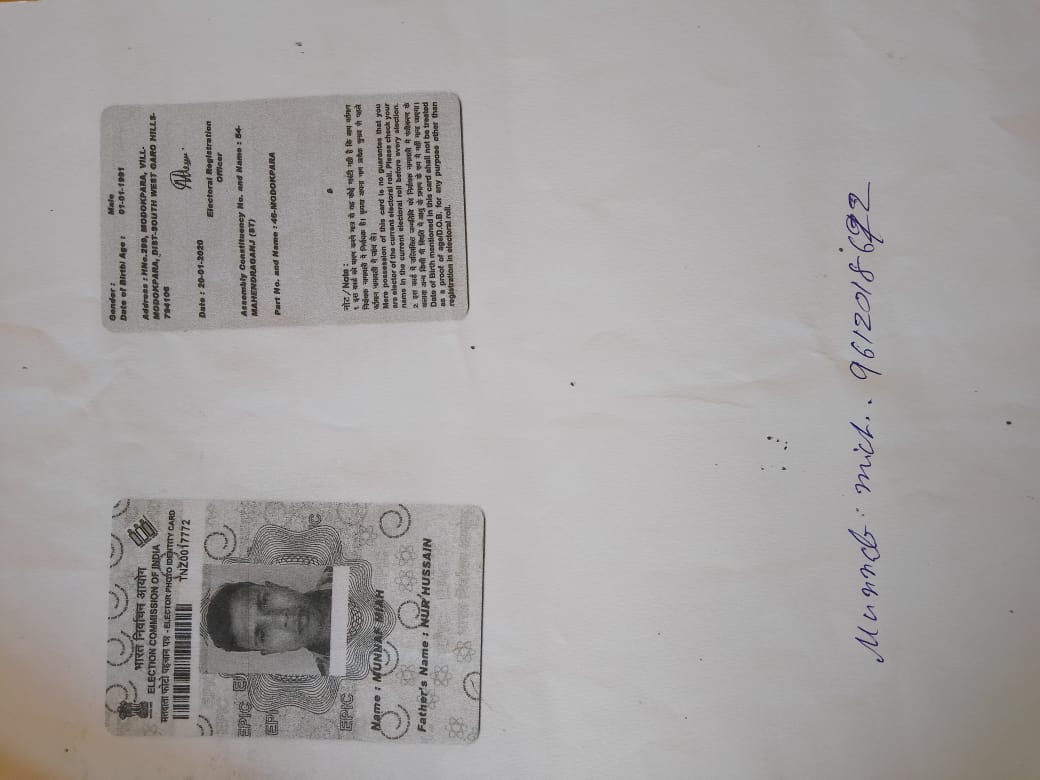 भारत निर्वाचन आयोग
ELECTION COMMISSION OF INDIA
मतदाता फोटो पहचान पत्र - ELECTOR PHOTO IDENTITY CARD
TNZ0017772
EPIC
EPIC
Name : MUNNAF MIAH
Father's Name : NUR HUSSAIN
Gender : Male
Date of Birth/ Age : 01-01-1991
Address : HNo.289, MODOKPARA, VILL-
MODOKPARA, DIST-SOUTH WEST GARO HILLS-
794106
Date : 20-01-2020
Electoral Registration
Officer
Assembly Constituency No. and Name : 54-
MAHENDRAGANJ (ST)
Part No. and Name : 46-MODOKPARA
नोट / Note :
Mere possession of this card is no guarantee that you
are elector of the current electoral roll. Please check your
name in the current electoral roll before every election.
Date of Birth mentioned in this card shall not be treated
as a proof of age/D.O.B. for any purpose other than
registration in electoral roll.
9612018692